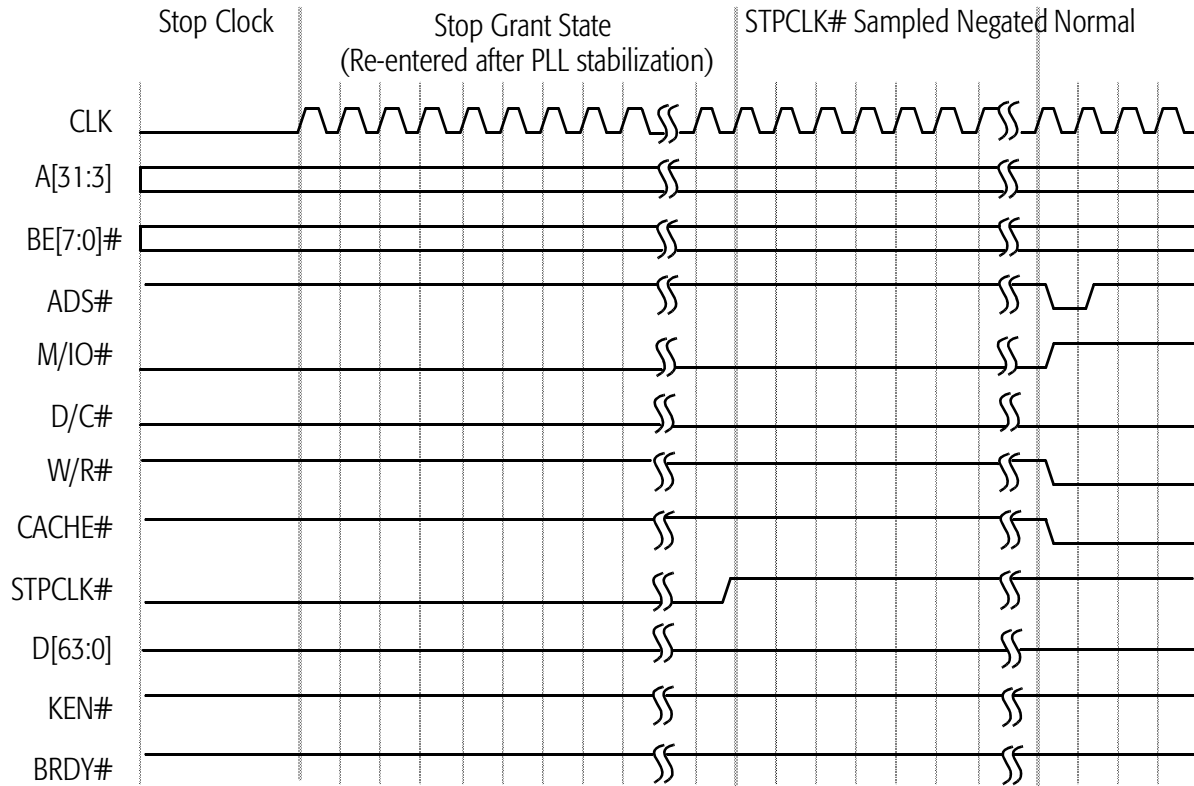 Stop Clock
Stop Grant State
(Re-entered after PLL stabilization)
STPCLK# Sampled Negated
Normal
CLK
A[31:3]
BE[7:0]#
ADS#
M/IO#
D/C#
W/R#
CACHE#
STPCLK#
D[63:0]
KEN#
BRDY#